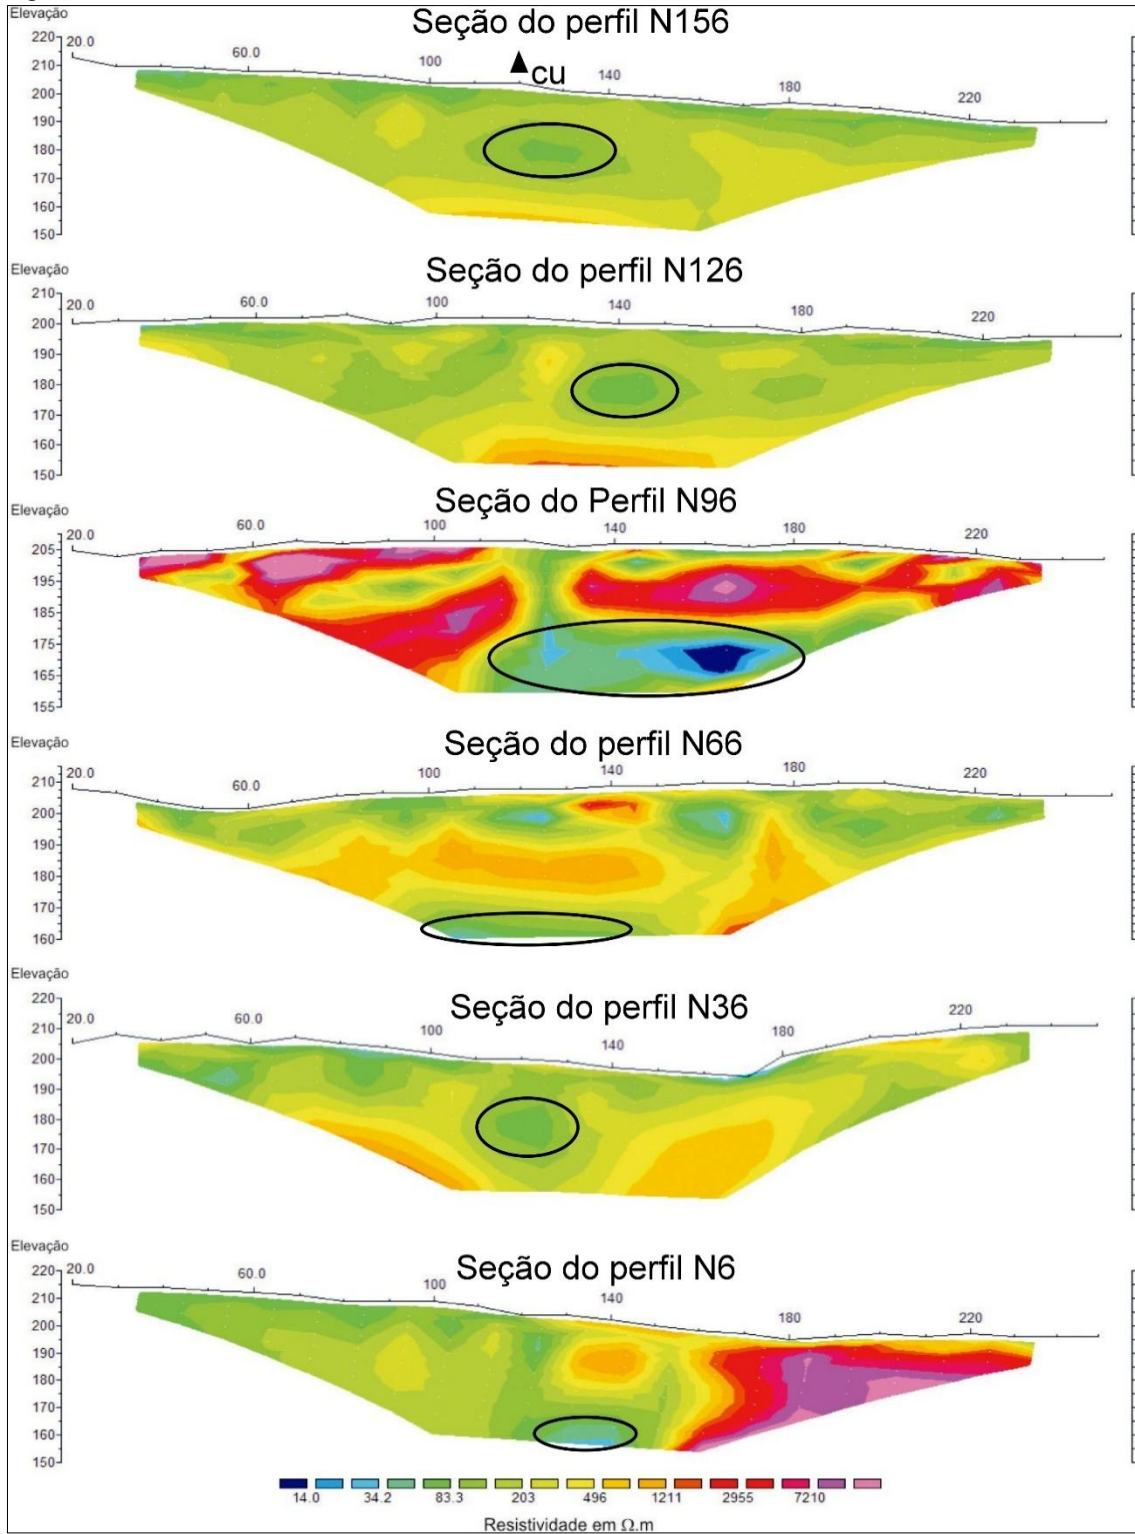 Elevação
Seção do perfil N156
220 20.0 60.0 100 cu 140 180 220
210
200
190
180
170
160
150
Elevação
Seção do perfil N126
210 20.0 60.0 100 140 180 220
200
190
180
170
160
150
Elevação
Seção do Perfil N96
20.0 60.0 100 140 180 220
205
195
185
175
165
155
Elevação
Seção do perfil N66
20.0 60.0 100 140 180 220
210
200
190
180
170
160
Elevação
Seção do perfil N36
220 20.0 60.0 100 140 180 220
210
200
190
180
170
160
150
Elevação
Seção do perfil N6
220 20.0 60.0 100 140 180 220
210
200
190
180
170
160
150
14.0 34.2 83.3 203 496 1211 2955 7210
Resistividade em Ω.m